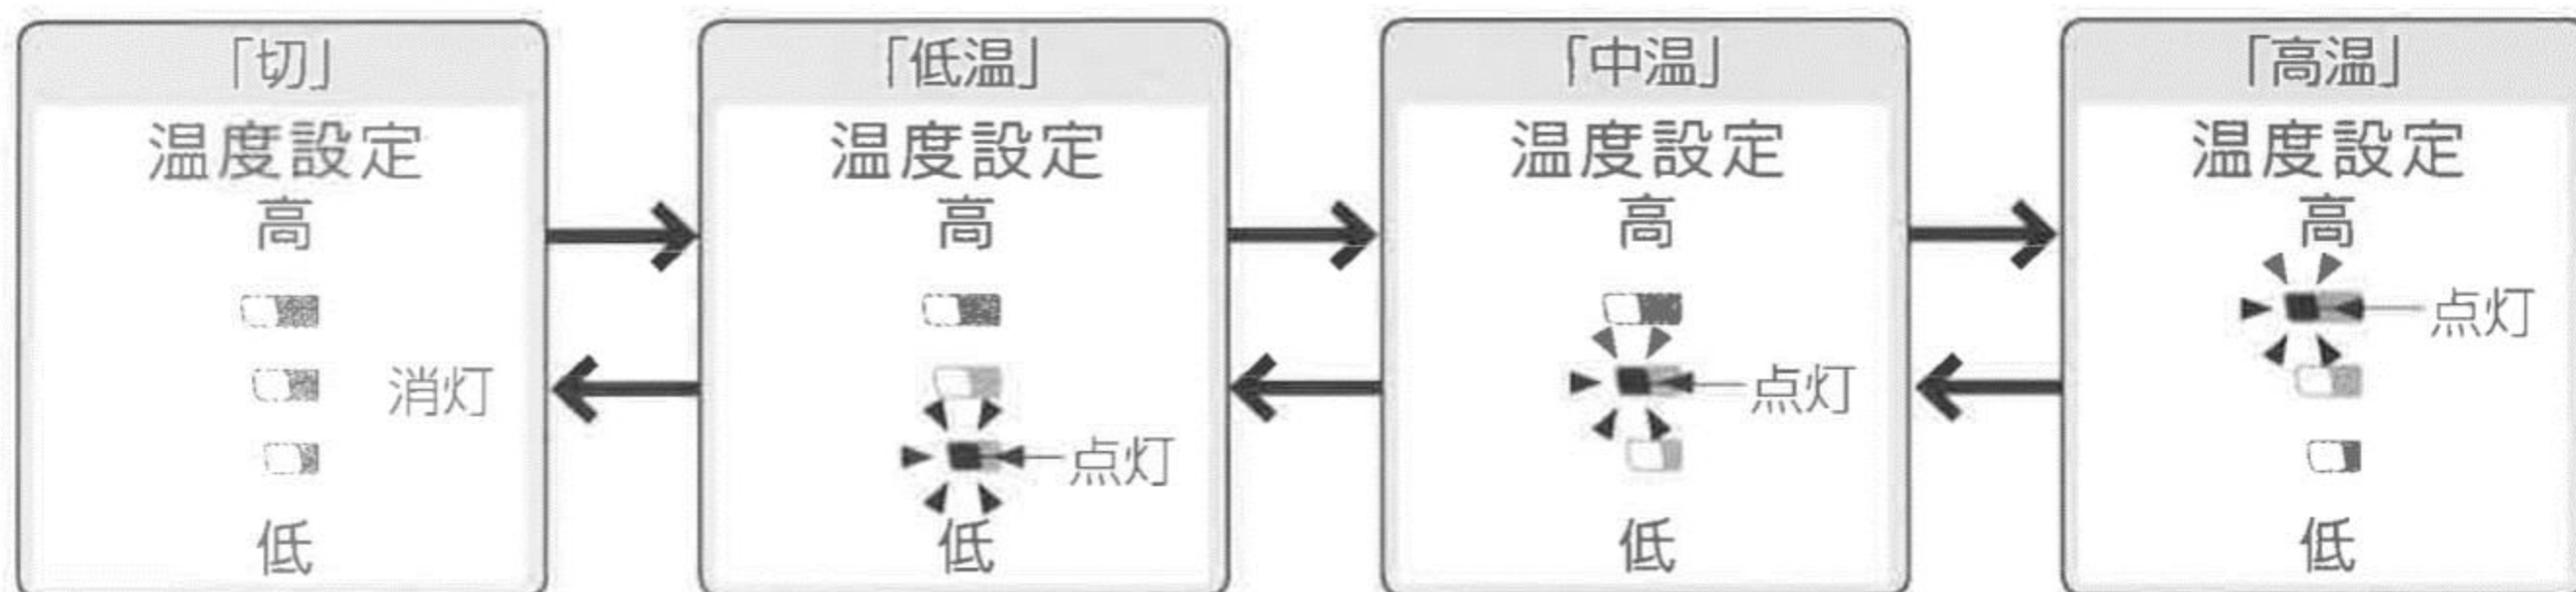 「切」
温度設定
高
消灯
低
「低温」
温度設定
高
点灯
低
「中温」
温度設定
高
点灯
低
「高温」
温度設定
高
点灯
低